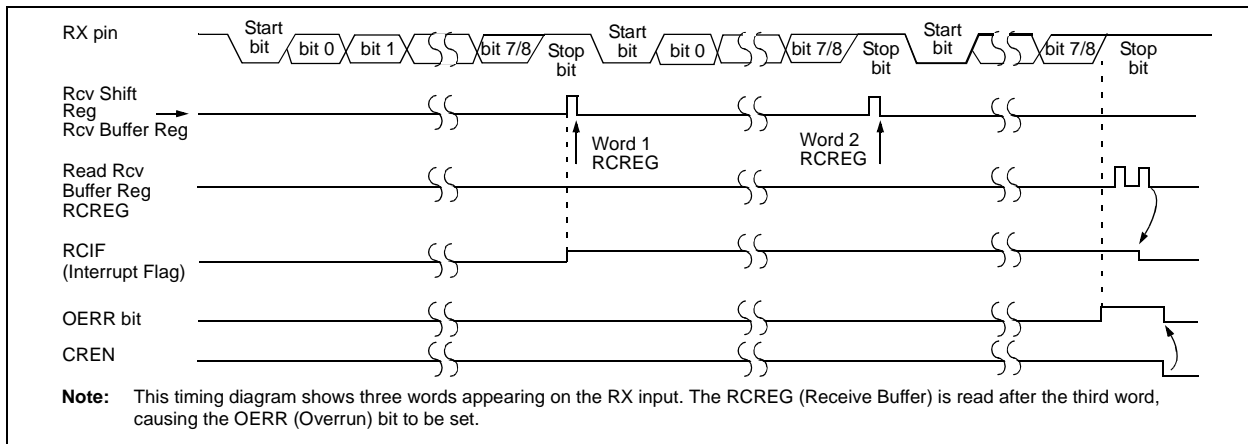 RX pin
Start
bit
bit 0
bit 1
bit 7/8
Stop
bit
Start
bit
bit 0
bit 7/8
Stop
bit
Start
bit
bit 7/8
Stop
bit
Rcv Shift
Reg
Rcv Buffer Reg
Word 1
RCREG
Word 2
RCREG
Read Rcv
Buffer Reg
RCREG
RCIF
(Interrupt Flag)
OERR bit
CREN
Note: This timing diagram shows three words appearing on the RX input. The RCREG (Receive Buffer) is read after the third word,
causing the OERR (Overrun) bit to be set.